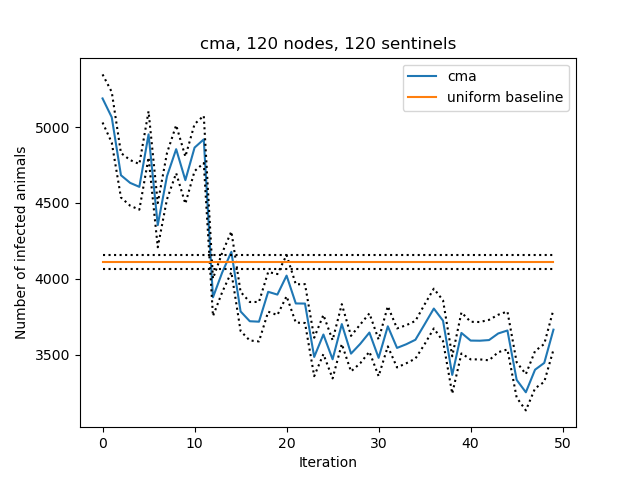 cma, 120 nodes, 120 sentinels
cma
uniform baseline
Number of infected animals
5000
4500
4000
3500
0 10 20 30 40 50
Iteration